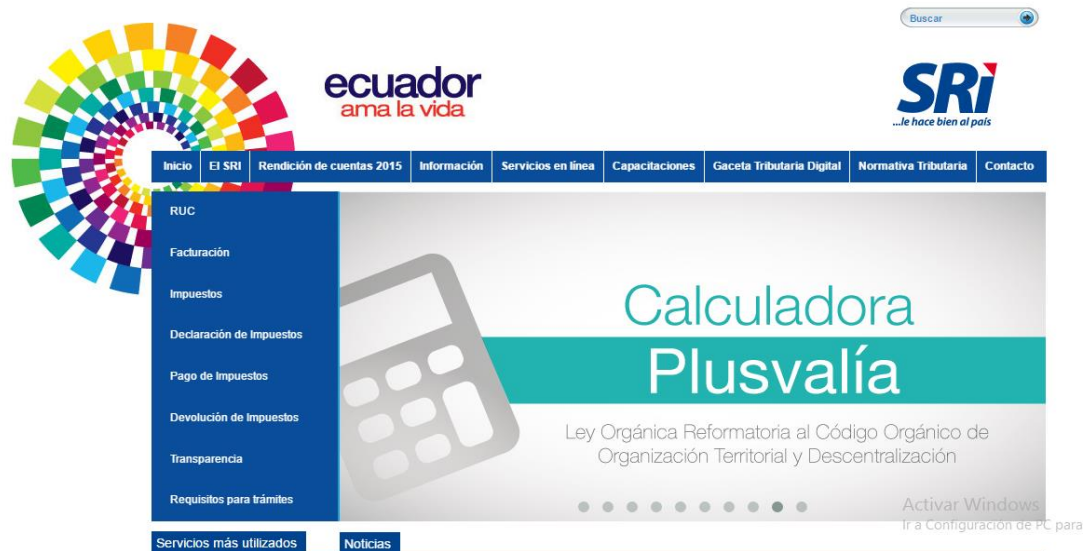 Buscar
ecuador
ama la vida
SRi
...le hace bien al país
Inicio El SRI Rendición de cuentas 2015 Información Servicios en línea Capacitaciones Gaceta Tributaria Digital Normativa Tributaria Contacto
RUC
Facturación
Impuestos
Declaración de Impuestos
Pago de Impuestos
Devolución de Impuestos
Transparencia
Requisitos para trámites
Calculadora
Plusvalía
Ley Orgánica Reformatoria al Código Orgánico de
Organización Territorial y Descentralización
Activar Windows
Ir a Configuración de PC para
Servicios más utilizados
Noticias